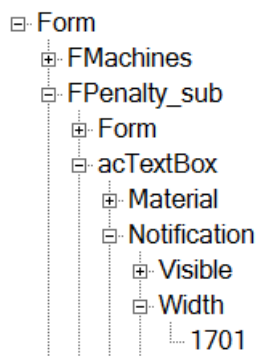 Form
FMachines
FPenalty_sub
Form
acTextBox
Material
Notification
Visible
Width
1701